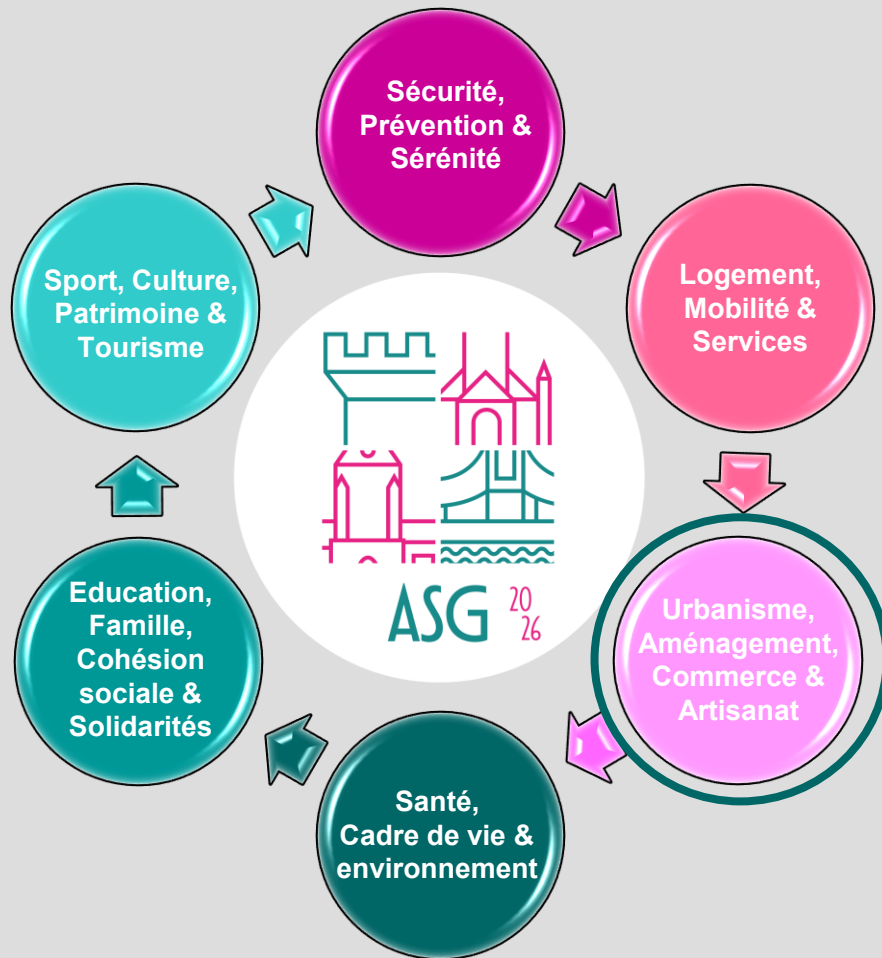 Sécurité,
Prévention &
Sérénité
Logement,
Mobilité &
Services
Urbanisme,
Aménagement,
Commerce &
Artisanat
Santé,
Cadre de vie &
environnement
Education,
Famille,
Cohésion
sociale &
Solidarités
Sport, Culture,
Patrimoine &
Tourisme
ASG 20
26